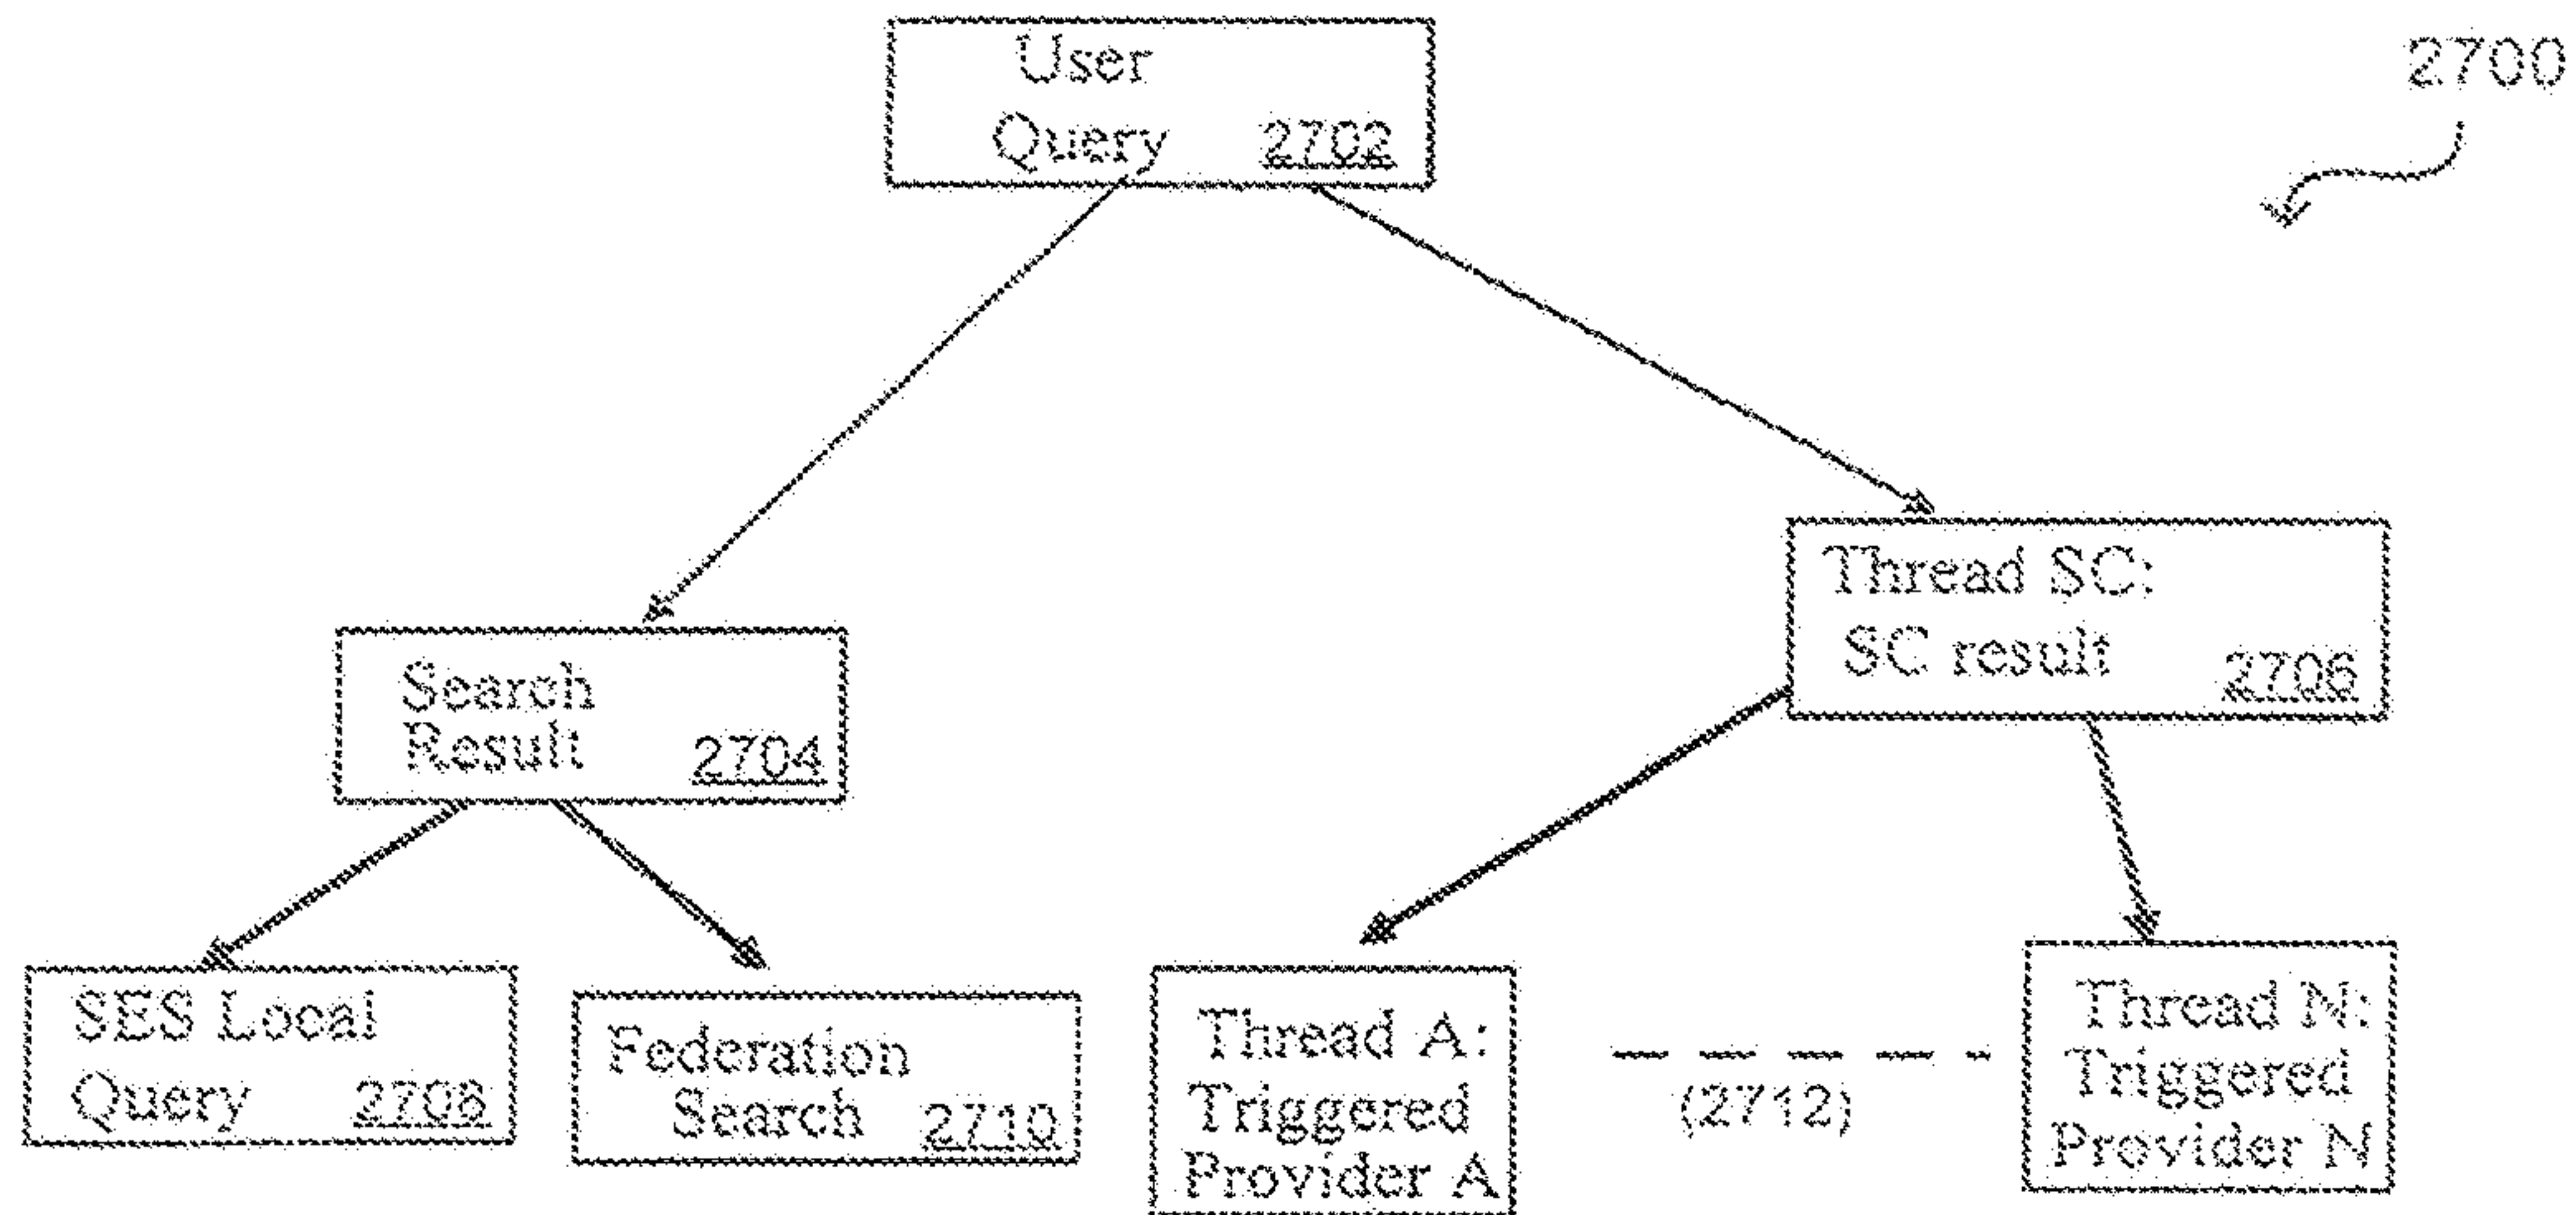 User
Query 2702
2700
Thread SC:
SC result 2706
Search
Result 2704
SES Local
Query 2708
Federation
Search 2710
Thread A:
Triggered
Provider A
(2712)
Thread N:
Triggered
Provider N